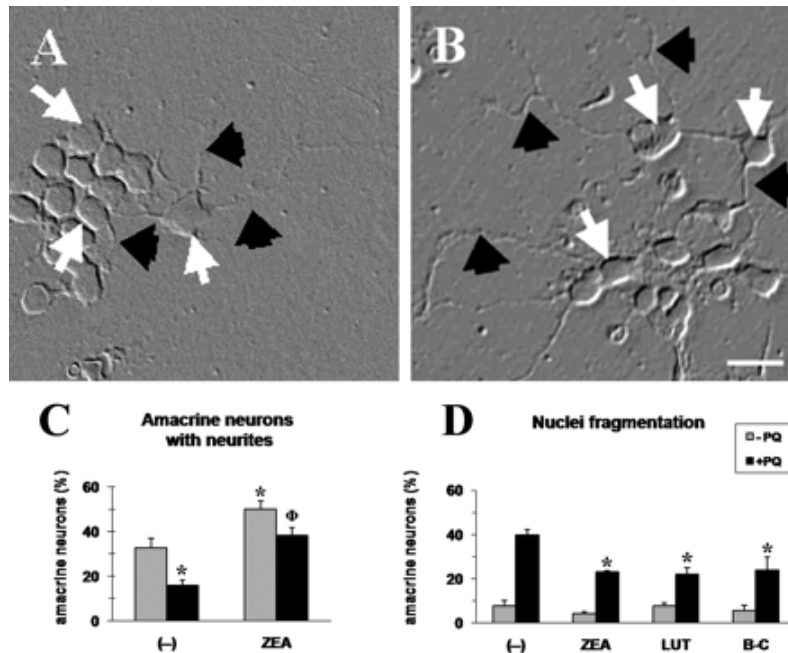 A
B
C
Amacrine neurons
with neurites
amacrine neurons (%)
60
40
20
0
*
*
Φ
(–)
ZEA
D
Nuclei fragmentation
- PQ
+PQ
amacrine neurons (%)
60
40
20
0
*
*
*
(–)
ZEA
LUT
B-C